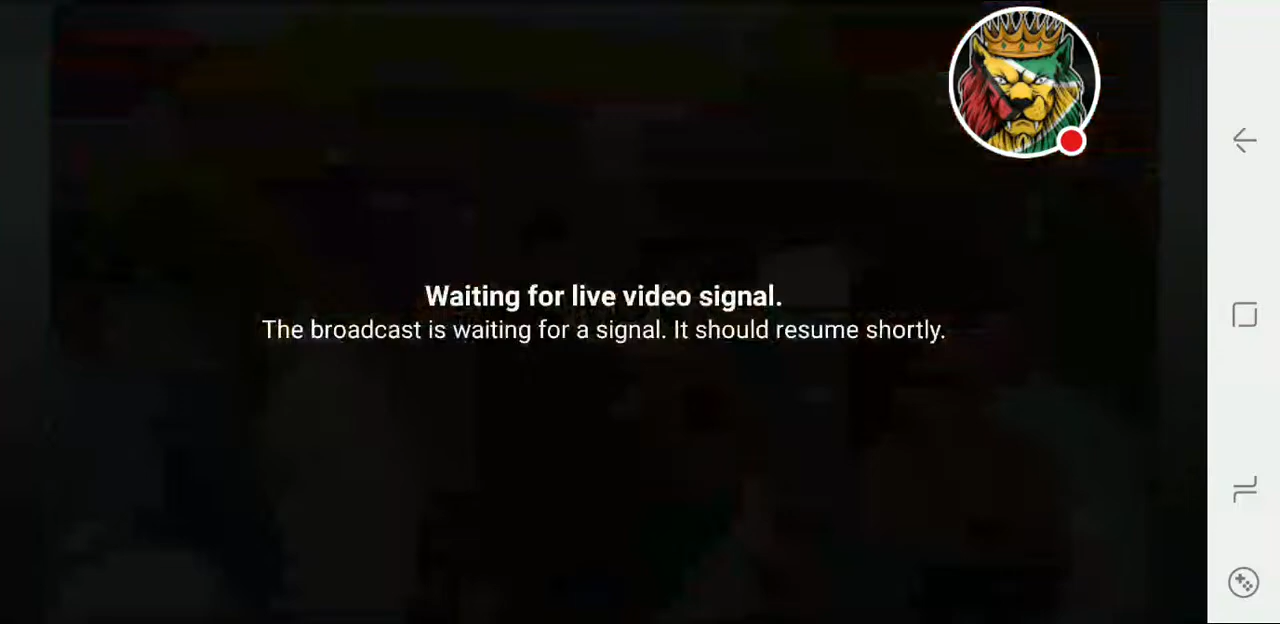 Waiting for live video signal.
The broadcast is waiting for a signal. It should resume shortly.